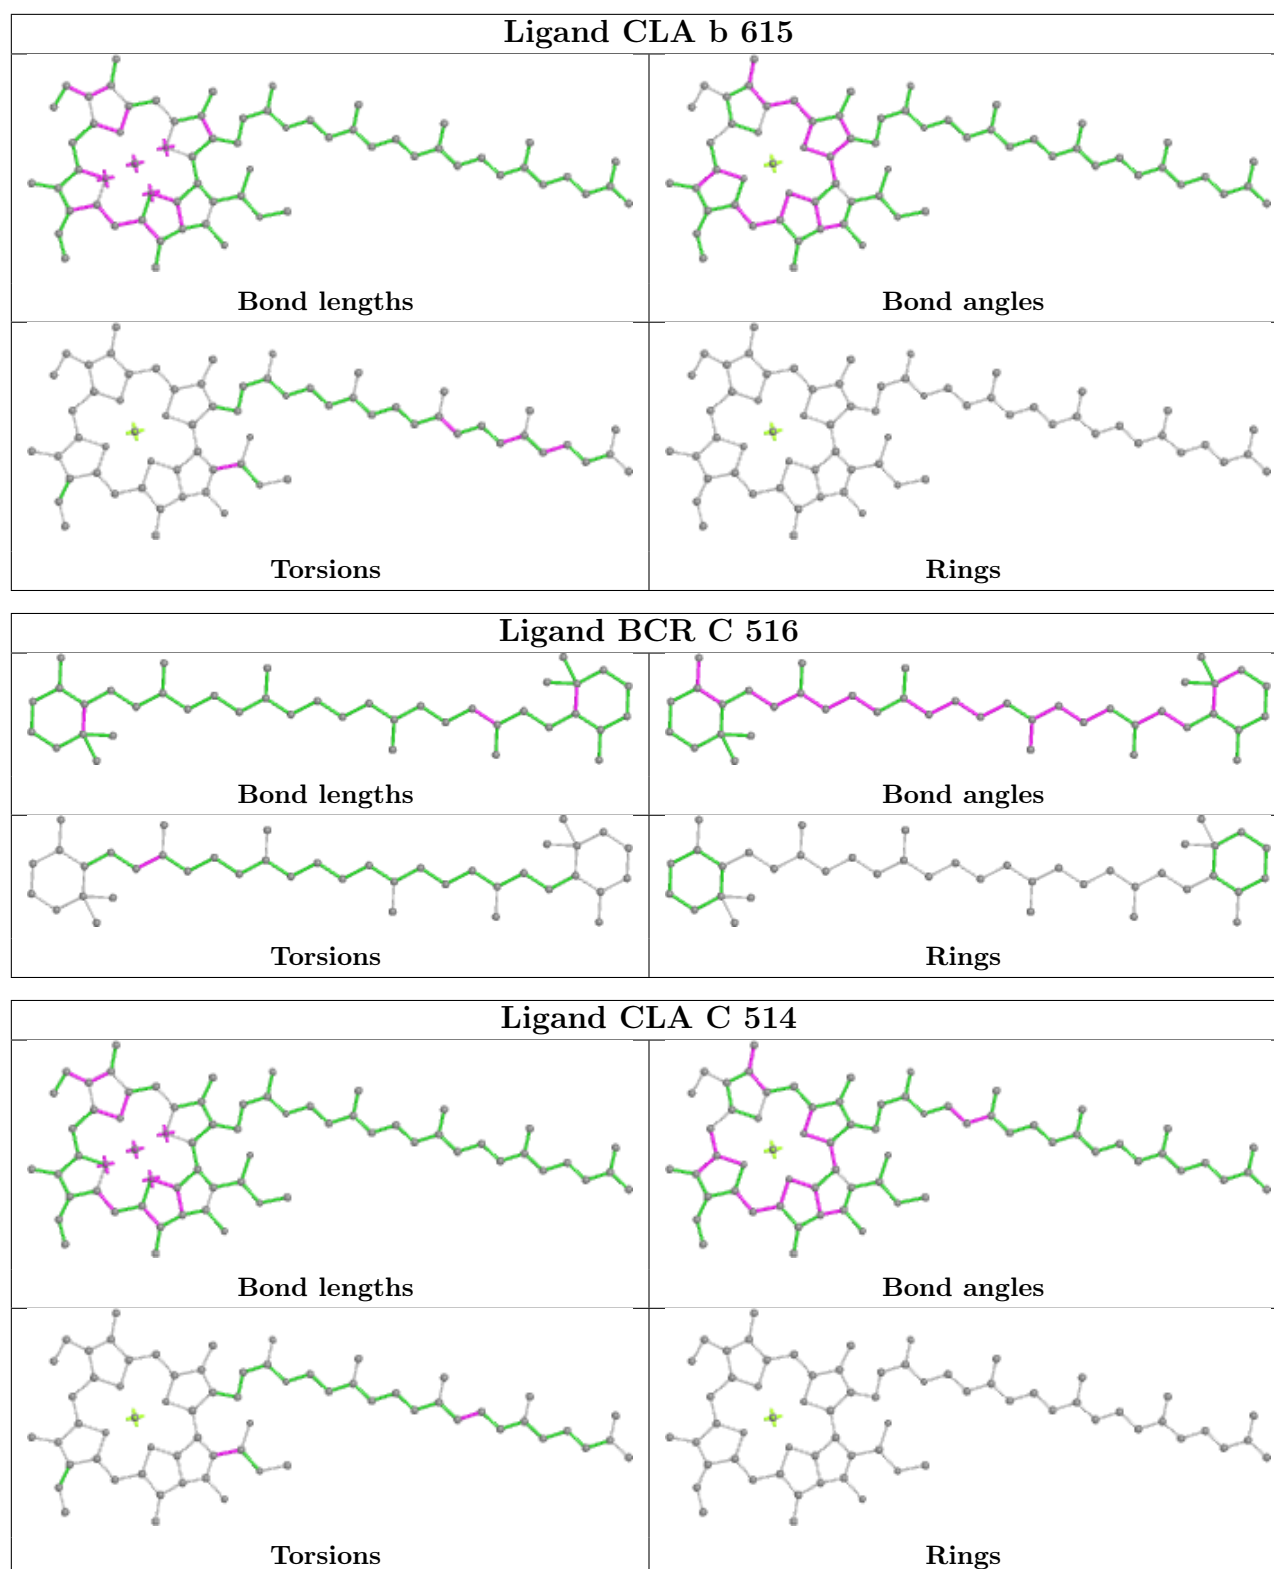 Ligand CLA b 615
Bond lengths
Bond angles
Torsions
Rings
Ligand BCR C 516
Bond lengths
Bond angles
Torsions
Rings
Ligand CLA C 514
Bond lengths
Bond angles
Torsions
Rings